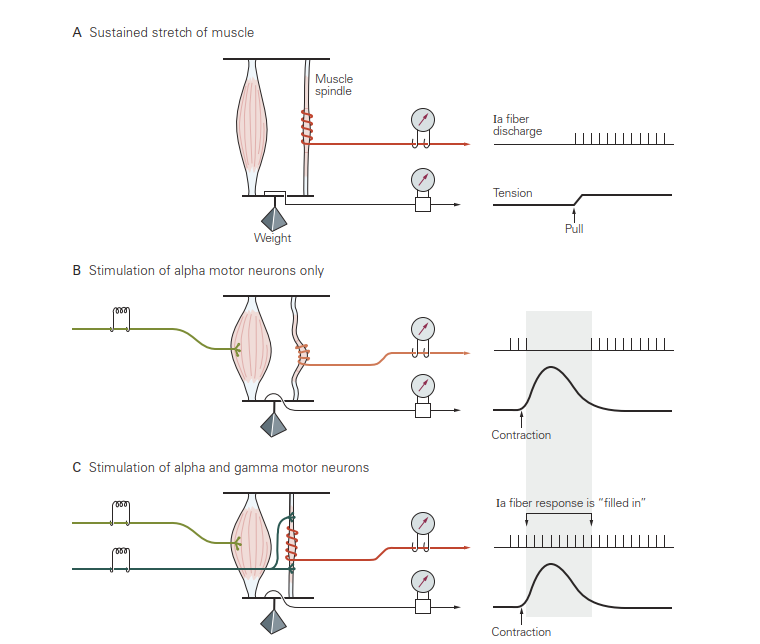 A Sustained stretch of muscle
Muscle
spindle
Ia fiber
discharge
Tension
Pull
Weight
B Stimulation of alpha motor neurons only
Contraction
C Stimulation of alpha and gamma motor neurons
Ia fiber response is “filled in”
Contraction